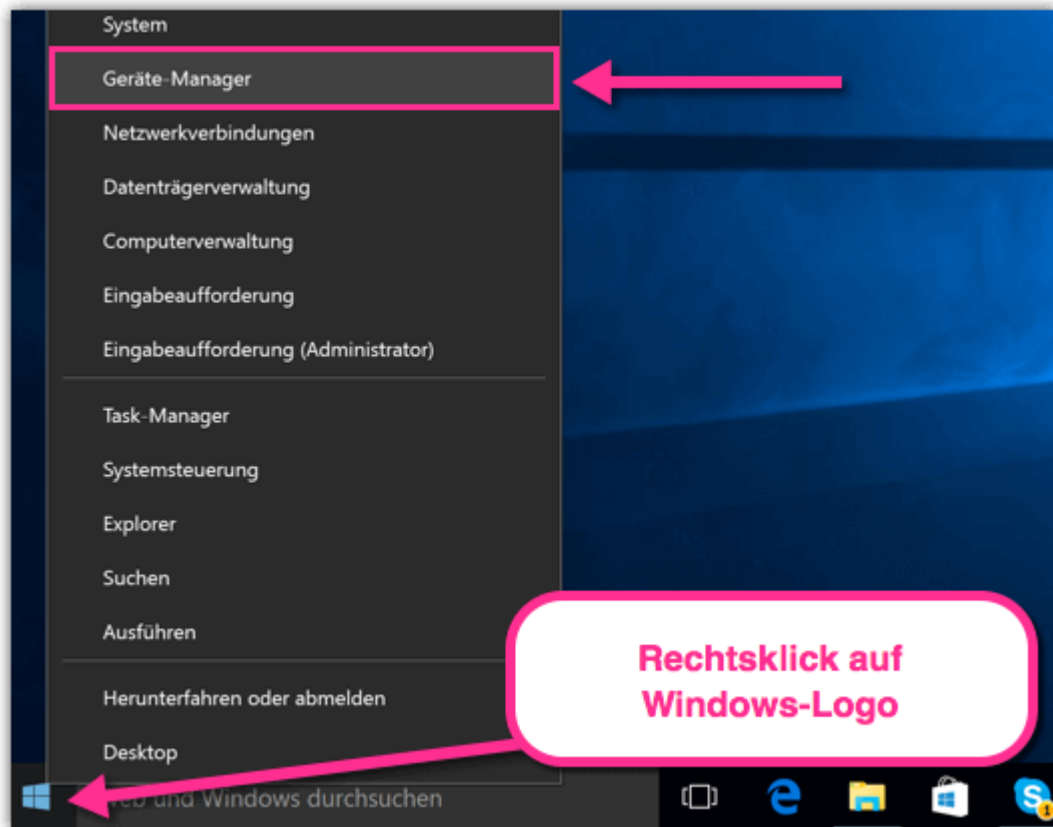 System
Geräte-Manager
Netzwerkverbindungen
Datenträgerverwaltung
Computerverwaltung
Eingabeaufforderung
Eingabeaufforderung (Administrator)
Task-Manager
Systemsteuerung
Explorer
Suchen
Ausführen
Rechtsklick auf
Windows-Logo
Herunterfahren oder abmelden
Desktop
und Windows durchsuchen
S
1